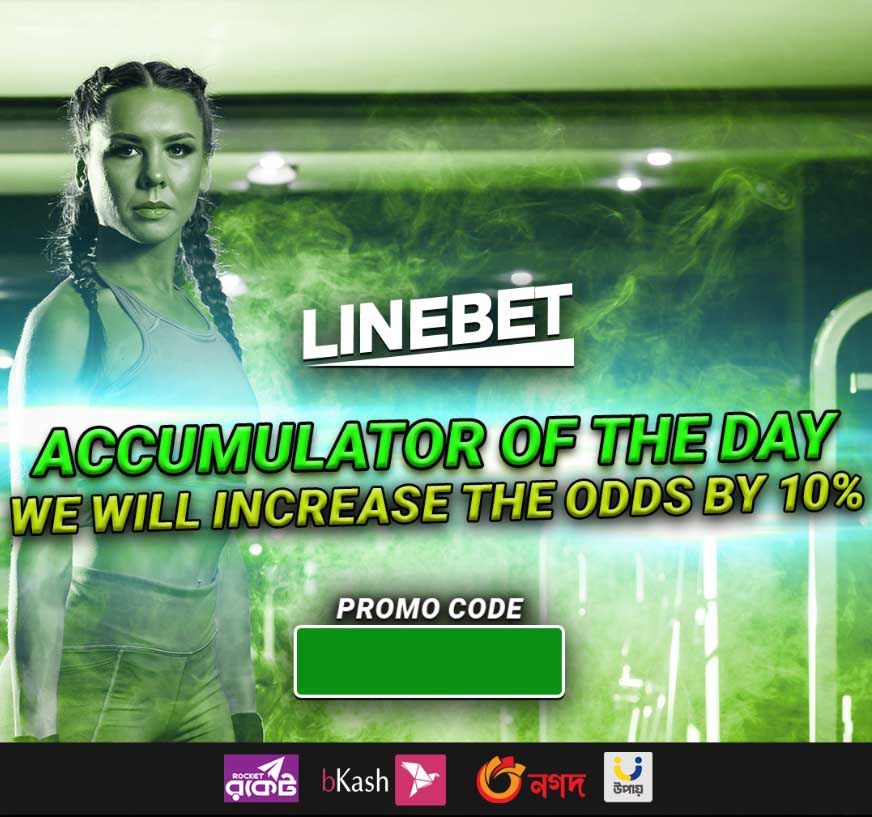 LINEBET
ACCUMULATOR OF THE DAY
WE WILL INCREASE THE ODDS BY 10%
PROMO CODE
ROCKET
রকেট
bKash
নগদ
উপায়